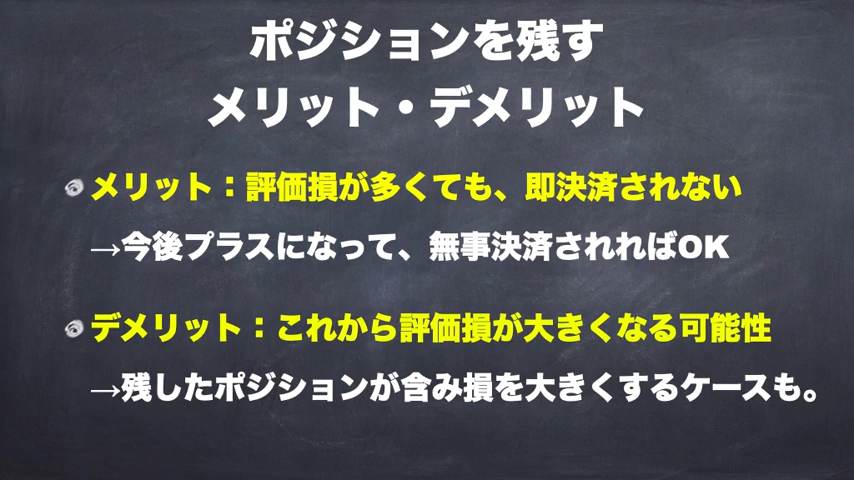 ポジションを残す
メリット・デメリット
メリット：評価損が多くても、即決済されない
→今後プラスになって、無事決済されればOK
デメリット：これから評価損が大きくなる可能性
→残したポジションが含み損を大きくするケースも。